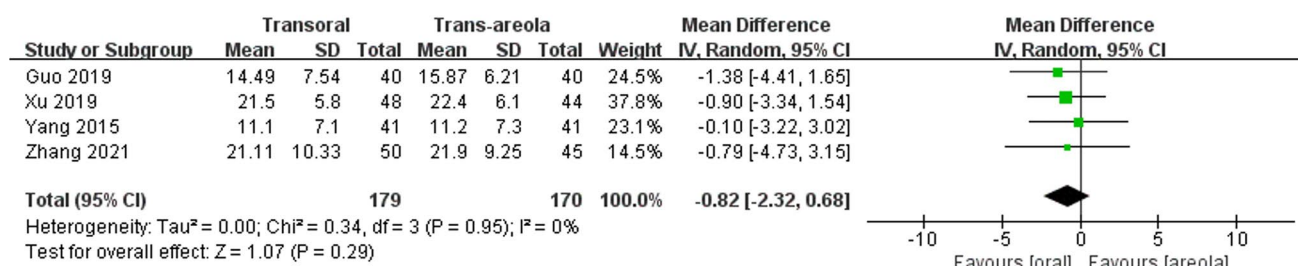 Transoral Trans-areola Mean Difference Mean Difference
Study or Subgroup Mean SD Total Mean SD Total Weight IV, Random, 95% CI IV, Random, 95% CI
Guo 2019 14.49 7.54 40 15.87 6.21 40 24.5% -1.38 [-4.41, 1.65]
Xu 2019 21.5 5.8 48 22.4 6.1 44 37.8% -0.90 [-3.34, 1.54]
Yang 2015 11.1 7.1 41 11.2 7.3 41 23.1% -0.10 [-3.22, 3.02]
Zhang 2021 21.11 10.33 50 21.9 9.25 45 14.5% -0.79 [-4.73, 3.15]
Total (95% CI) 179 170 100.0% -0.82 [-2.32, 0.68]
Heterogeneity: Tau² = 0.00; Chi² = 0.34, df = 3 (P = 0.95); I² = 0%
Test for overall effect: Z = 1.07 (P = 0.29)
-10 -5 0 5 10
Favours [oral] Favours [areola]